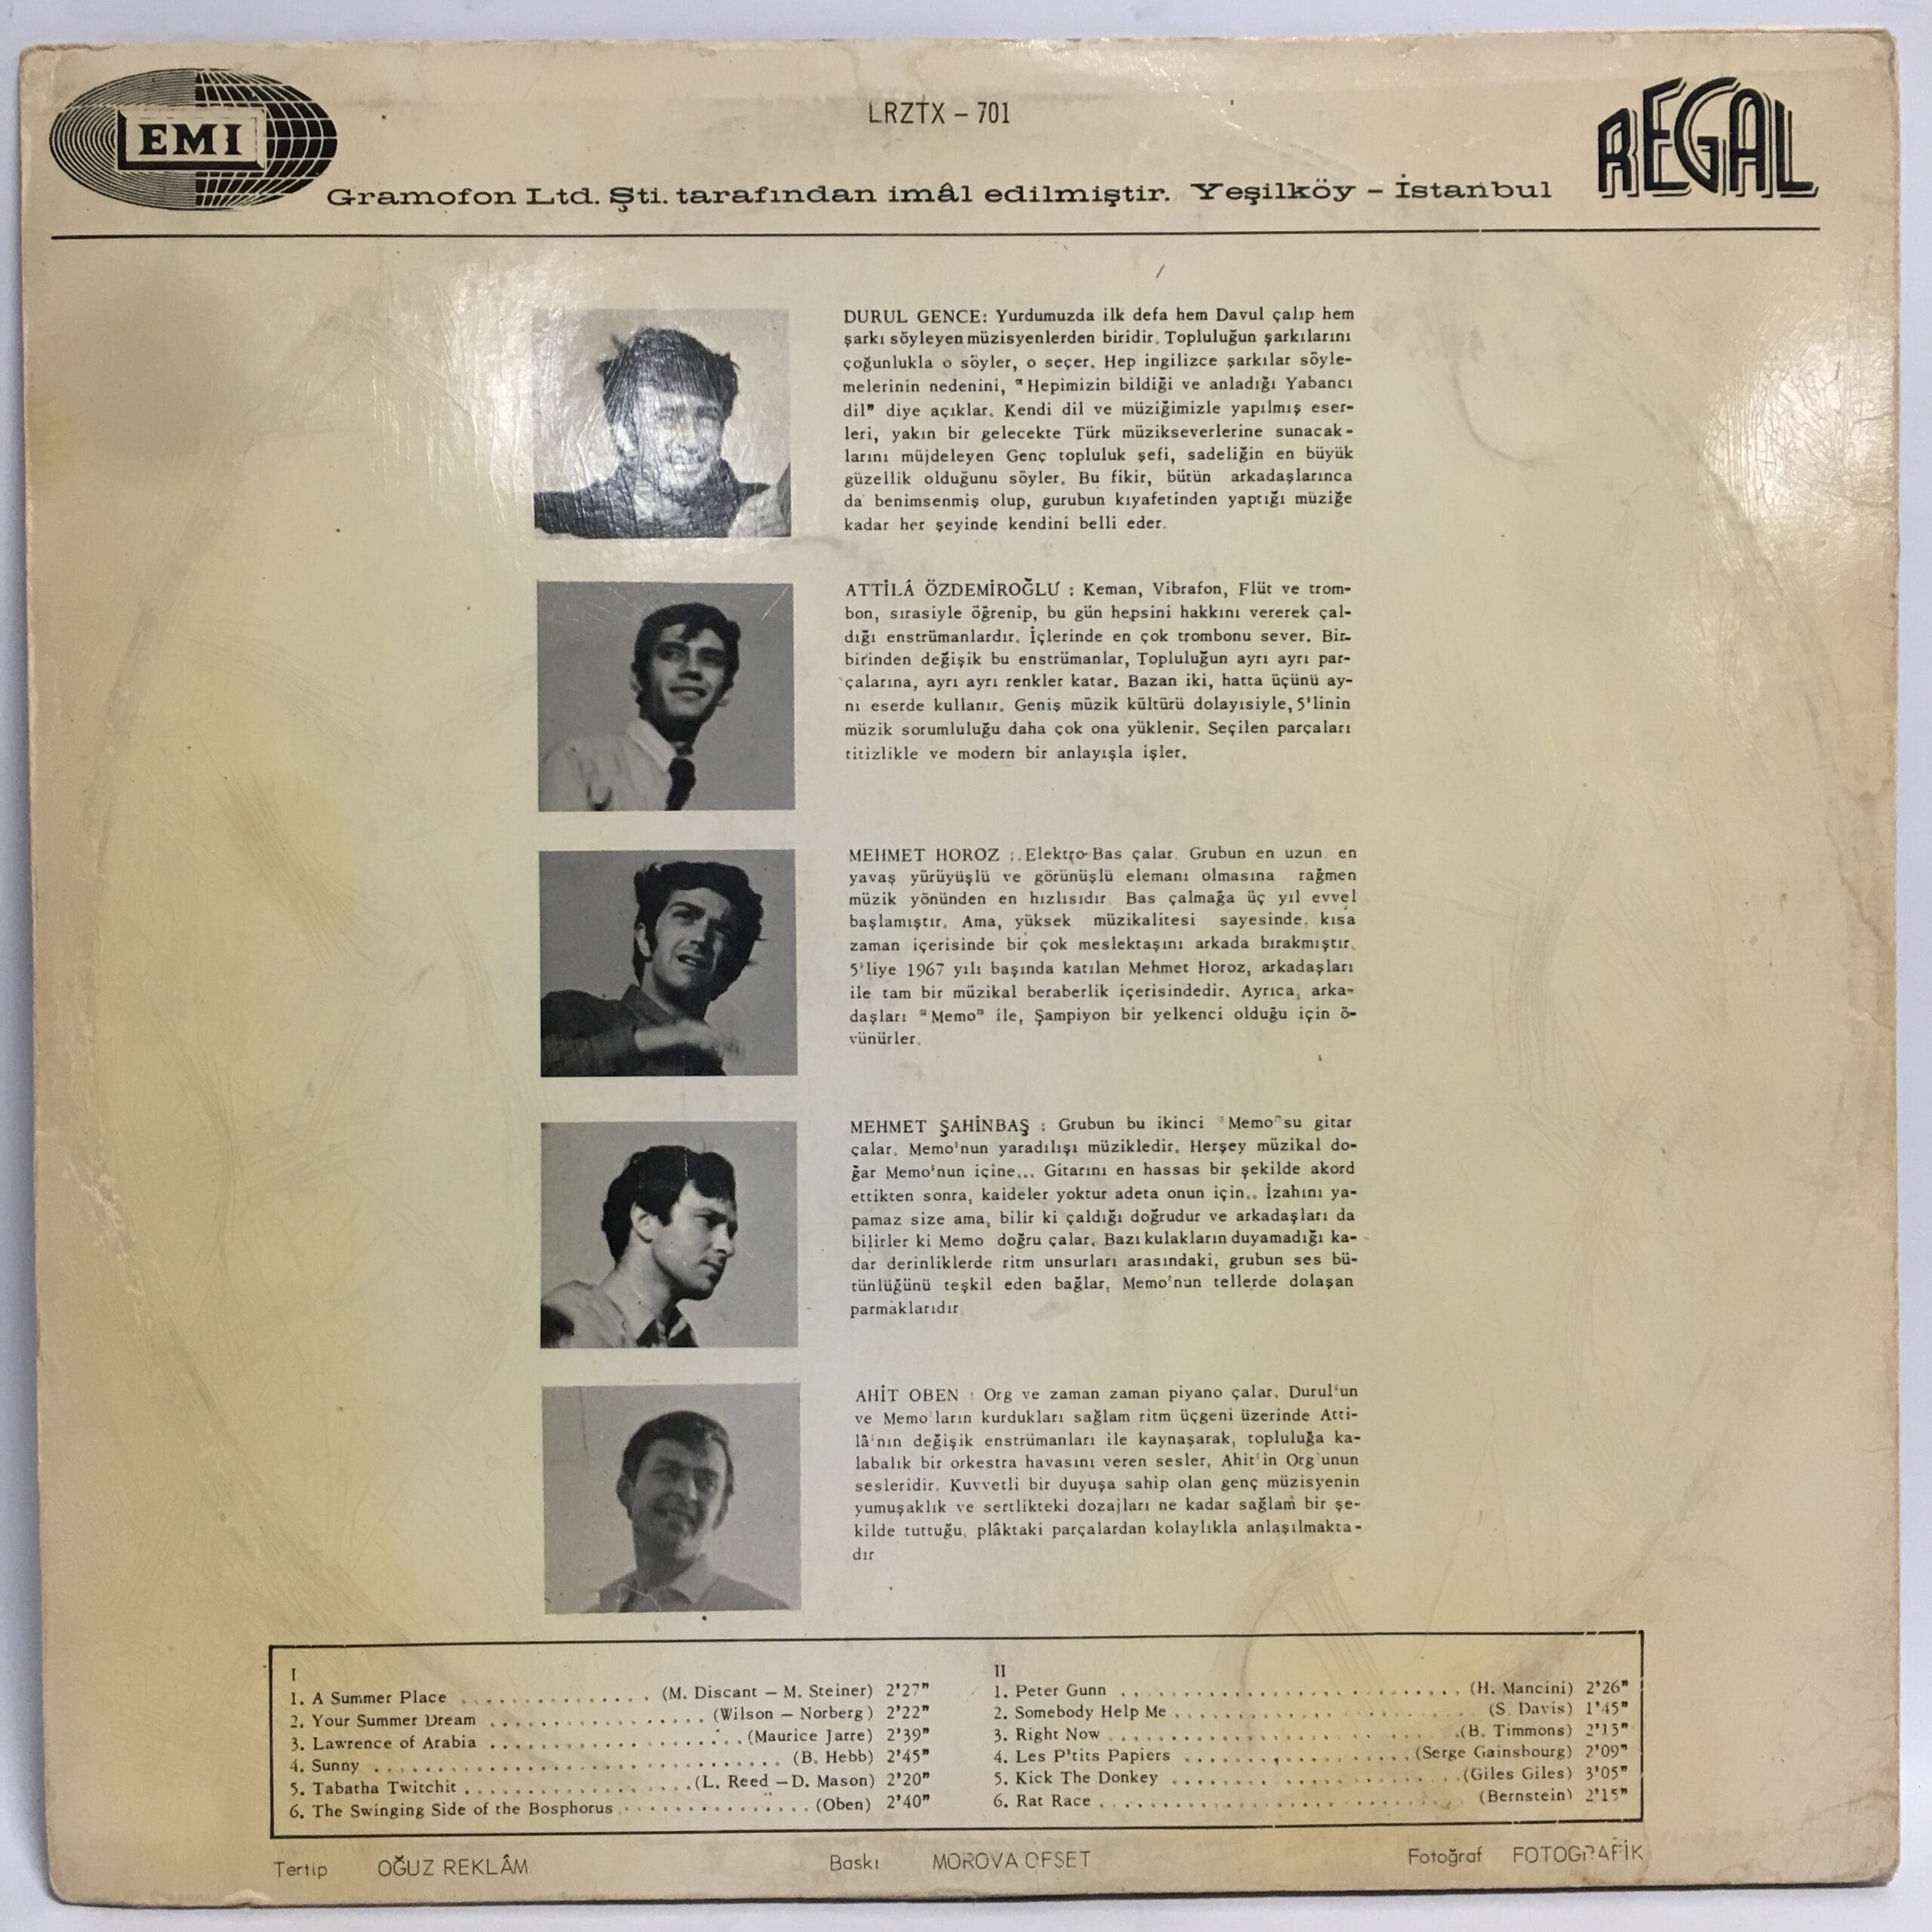 EMI
LRZTX – 701
REGAL
Gramofon Ltd. Şti. tarafından imâl edilmiştir. Yeşilköy – İstanbul
DURUL GENCE: Yurdumuzda ilk defa hem Davul çalıp hem
şarkı söyleyen müzisyenlerden biridir. Topluluğun şarkılarını
çoğunlukla o söyler, o seçer. Hep ingilizce şarkılar söyle-
melerinin nedenini, "Hepimizin bildiği ve anladığı Yabancı
dil" diye açıklar. Kendi dil ve müziğimizle yapılmış eser-
leri, yakın bir gelecekte Türk müzikseverlerine sunacak-
larını müjdeleyen Genç topluluk şefi, sadeliğin en büyük
güzellik olduğunu söyler. Bu fikir, bütün arkadaşlarınca
da benimsenmiş olup, gurubun kıyafetinden yaptığı müziğe
kadar her şeyinde kendini belli eder.
ATTİLÂ ÖZDEMİROĞLU : Keman, Vibrafon, Flüt ve trom-
bon, sırasiyle öğrenip, bu gün hepsini hakkını vererek çal-
dığı enstrümanlardır. İçlerinde en çok trombonu sever. Bir-
birinden değişik bu enstrümanlar, Topluluğun ayrı ayrı par-
çalarına, ayrı ayrı renkler katar. Bazan iki, hatta üçünü ay-
nı eserde kullanır. Geniş müzik kültürü dolayısiyle, 5'linin
müzik sorumluluğu daha çok ona yüklenir. Seçilen parçaları
titizlikle ve modern bir anlayışla işler.
MEHMET HOROZ : Elektro-Bas çalar. Grubun en uzun, en
yavaş yürüyüşlü ve görünüşlü elemanı olmasına rağmen
müzik yönünden en hızlısıdır. Bas çalmağa üç yıl evvel
başlamıştır. Ama, yüksek müzikalitesi sayesinde, kısa
zaman içerisinde bir çok meslektaşını arkada bırakmıştır.
5'liye 1967 yılı başında katılan Mehmet Horoz, arkadaşları
ile tam bir müzikal beraberlik içerisindedir. Ayrıca, arka-
daşları "Memo" ile, Şampiyon bir yelkenci olduğu için ö-
vünürler.
MEHMET ŞAHİNBAŞ : Grubun bu ikinci "Memo"su gitar
çalar. Memo'nun yaradılışı müzikledir. Herşey müzikal do-
ğar Memo'nun içine... Gitarını en hassas bir şekilde akord
ettikten sonra, kaideler yoktur adeta onun için.. İzahını ya-
pamaz size ama, bilir ki çaldığı doğrudur ve arkadaşları da
bilirler ki Memo doğru çalar. Bazı kulakların duyamadığı ka-
dar derinliklerde ritm unsurları arasındaki, grubun ses bü-
tünlüğünü teşkil eden bağlar, Memo'nun tellerde dolaşan
parmaklarıdır
AHİT OBEN : Org ve zaman zaman piyano çalar. Durul'un
ve Memo'ların kurdukları sağlam ritm üçgeni üzerinde Atti-
lâ'nın değişik enstrümanları ile kaynaşarak, topluluğa ka-
labalık bir orkestra havasını veren sesler, Ahit'in Org'unun
sesleridir. Kuvvetli bir duyuşa sahip olan genç müzisyenin
yumuşaklık ve sertlikteki dozajları ne kadar sağlam bir şe-
kilde tuttuğu, plâktaki parçalardan kolaylıkla anlaşılmakta-
dır
I
1. A Summer Place ............... (M. Discant – M. Steiner) 2'27"
2. Your Summer Dream .................. (Wilson – Norberg) 2'22"
3. Lawrence of Arabia .................... (Maurice Jarre) 2'39"
4. Sunny ................................ (B. Hebb) 2'45"
5. Tabatha Twitchit .................. (L. Reed – D. Mason) 2'20"
6. The Swinging Side of the Bosphorus ................ (Oben) 2'40"
II
1. Peter Gunn ........................... (H. Mancini) 2'26"
2. Somebody Help Me ........................ (S. Davis) 1'45"
3. Right Now ............................ (B. Timmons) 2'15"
4. Les P'tits Papiers .................. (Serge Gainsbourg) 2'09"
5. Kick The Donkey ....................... (Giles Giles) 3'05"
6. Rat Race ............................. (Bernstein) 2'15"
Tertip OĞUZ REKLÂM Baskı MOROVA OFSET Fotoğraf FOTOGRAFİK